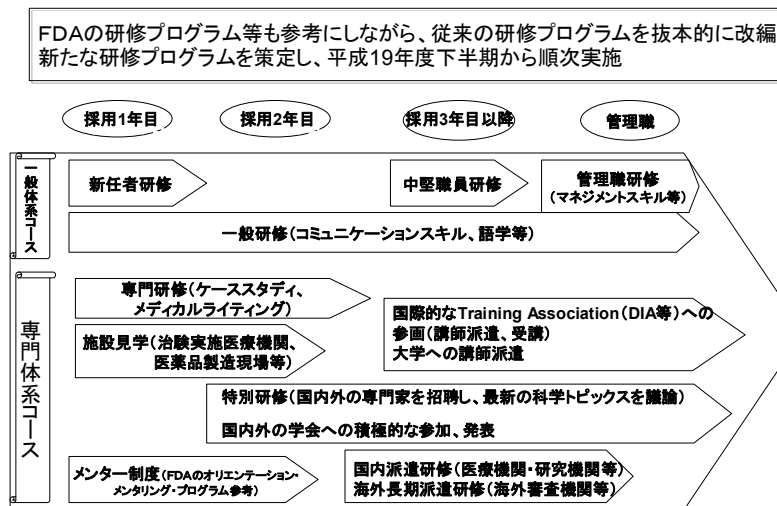 FDAの研修プログラム等も参考にしながら、従来の研修プログラムを抜本的に改編
新たな研修プログラムを策定し、平成19年度下半期から順次実施
採用1年目
採用2年目
採用3年目以降
管理職
一般体系コース
新任者研修
中堅職員研修
管理職研修
（マネジメントスキル等）
一般研修（コミュニケーションスキル、語学等）
専門体系コース
専門研修（ケーススタディ、
メディカルライティング）
施設見学（治験実施医療機関、
医薬品製造現場等）
国際的なTraining Association（DIA等）への
参画（講師派遣、受講）
大学への講師派遣
特別研修（国内外の専門家を招聘し、最新の科学トピックスを議論）
国内外の学会への積極的な参加、発表
メンター制度（FDAのオリエンテーション・
メンタリング・プログラム参考）
国内派遣研修（医療機関・研究機関等）
海外長期派遣研修（海外審査機関等）